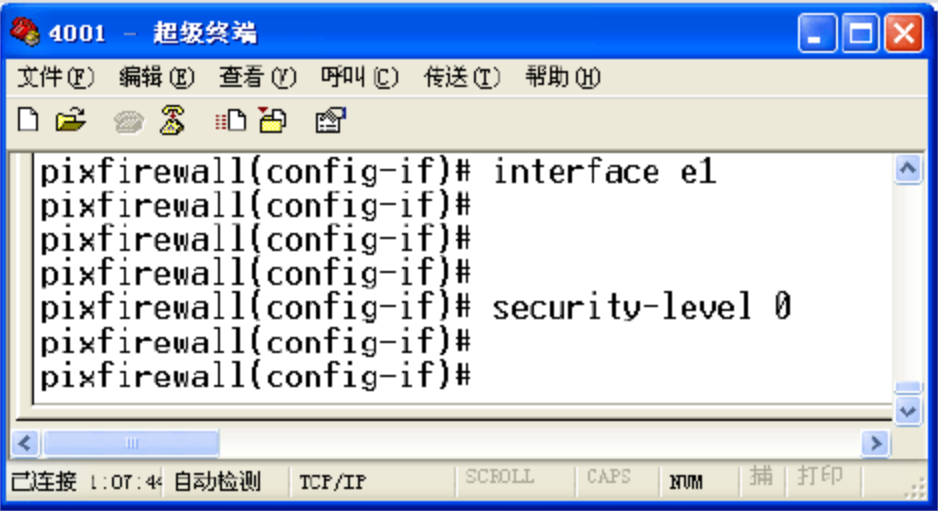 4001 - 超级终端
文件(F) 编辑(E) 查看(V) 呼叫(C) 传送(T) 帮助(H)
pixfirewall(config-if)# interface e1
pixfirewall(config-if)#
pixfirewall(config-if)#
pixfirewall(config-if)#
pixfirewall(config-if)# security-level 0
pixfirewall(config-if)#
pixfirewall(config-if)#
已连接 1:07:44 自动检测 TCP/IP SCROLL CAPS NUM 捕 打印